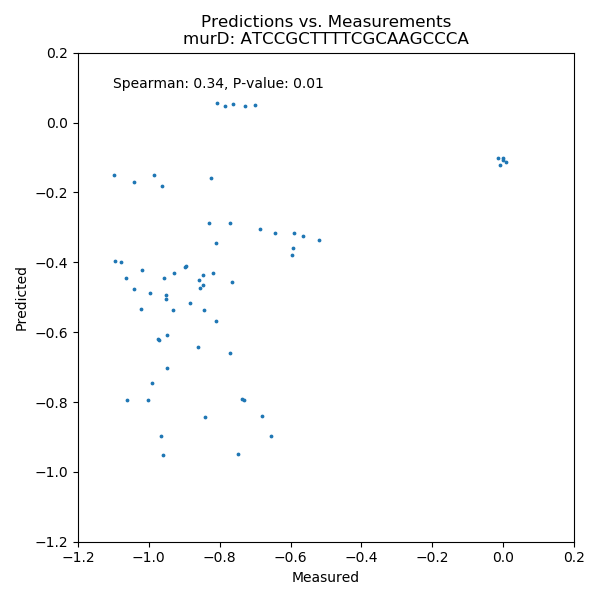 Predictions vs. Measurements
murD: ATCCGCTTTTCGCAAGCCCA
Spearman: 0.34, P-value: 0.01
0.2
0.0
−0.2
−0.4
−0.6
−0.8
−1.0
−1.2
Predicted
−1.2 −1.0 −0.8 −0.6 −0.4 −0.2 0.0 0.2
Measured